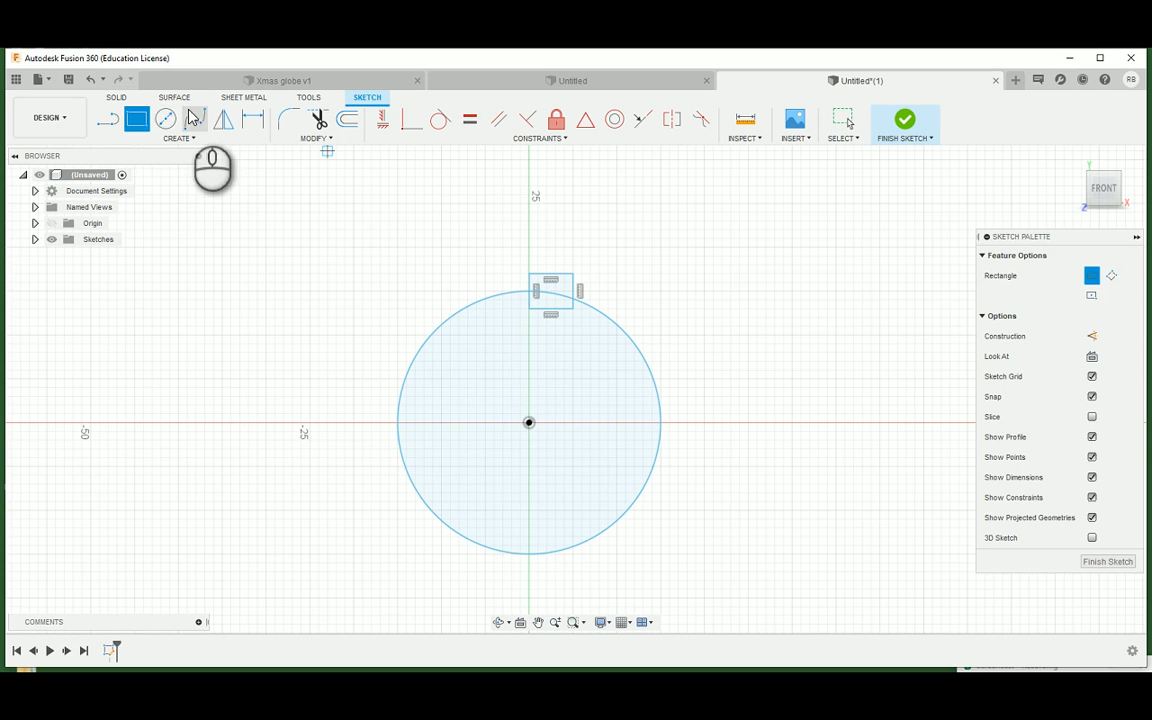 Autodesk Fusion 360 (Education License)
Xmas globe v1
Untitled
Untitled*(1)
RB
SOLID
SURFACE
SHEET METAL
TOOLS
SKETCH
DESIGN
CREATE
MODIFY
CONSTRAINTS
INSPECT
INSERT
SELECT
FINISH SKETCH
BROWSER
(Unsaved)
Document Settings
Named Views
Origin
Sketches
25
-50
-25
Y
FRONT
X
Z
SKETCH PALETTE
Feature Options
Rectangle
Options
Construction
Look At
Sketch Grid
Snap
Slice
Show Profile
Show Points
Show Dimensions
Show Constraints
Show Projected Geometries
3D Sketch
Finish Sketch
COMMENTS